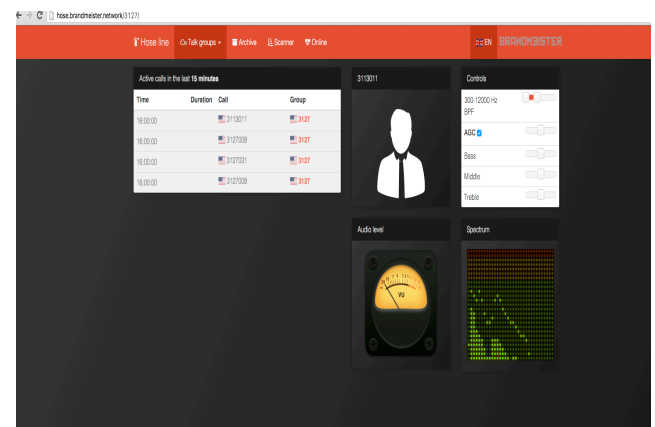 hose.brandmeister.network/3127/
Hose line Talk groups Archive Scanner Online EN BRANDM3ISTER
Active calls in the last 15 minutes
Time Duration Call Group
16:00:00 3113011 3127
16:00:00 3127008 3127
16:00:00 3127031 3127
16:00:00 3127008 3127
3113011
Controls
300-12000 Hz
BPF
AGC
Bass
Middle
Treble
Audio level
VU
Spectrum